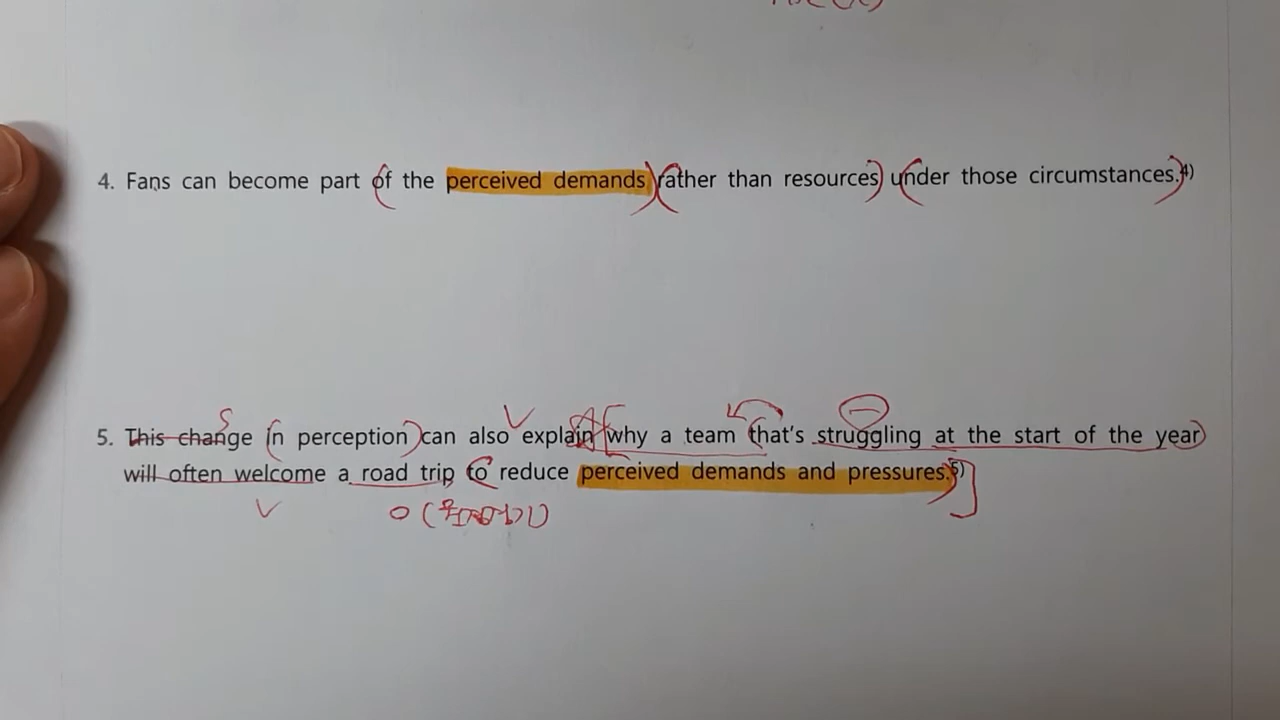 4. Fans can become part of the perceived demands rather than resources under those circumstances.4)
S V
5. This change in perception can also explain why a team that's struggling at the start of the year
will often welcome a road trip to reduce perceived demands and pressures.5)
V O (